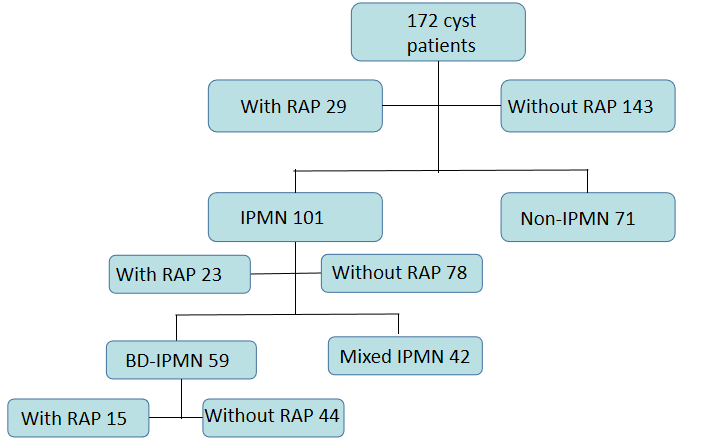 172 cyst
patients
With RAP 29
Without RAP 143
IPMN 101
Non-IPMN 71
With RAP 23
Without RAP 78
BD-IPMN 59
Mixed IPMN 42
With RAP 15
Without RAP 44